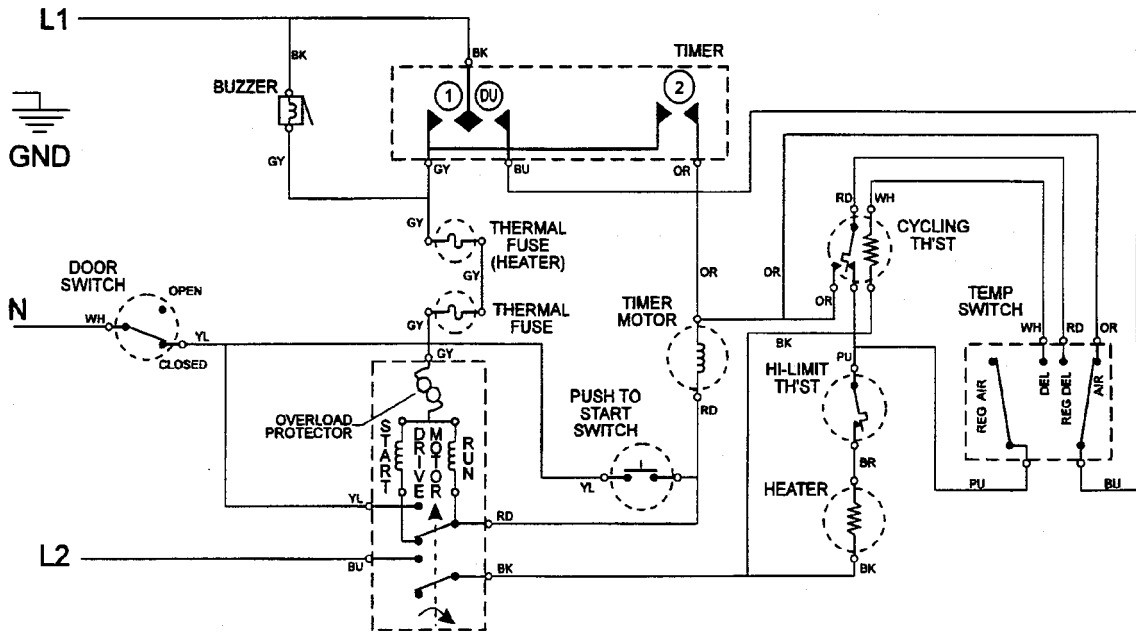 L1
BK
BUZZER
GND
GY
BK
TIMER
1
DU
2
GY
BU
OR
GY
THERMAL
FUSE
(HEATER)
GY
THERMAL
FUSE
GY
GY
DOOR
SWITCH
OPEN
N
WH
YL
CLOSED
OVERLOAD
PROTECTOR
START
DRIVE
MOTOR
RUN
YL
RD
L2
BU
BK
OR
OR
TIMER
MOTOR
RD
PUSH TO
START
SWITCH
YL
RD
WH
CYCLING
TH'ST
OR
BK
PU
HI-LIMIT
TH'ST
BR
HEATER
BK
TEMP
SWITCH
WH
RD
OR
REG AIR
DEL
REG DEL
AIR
PU
BU